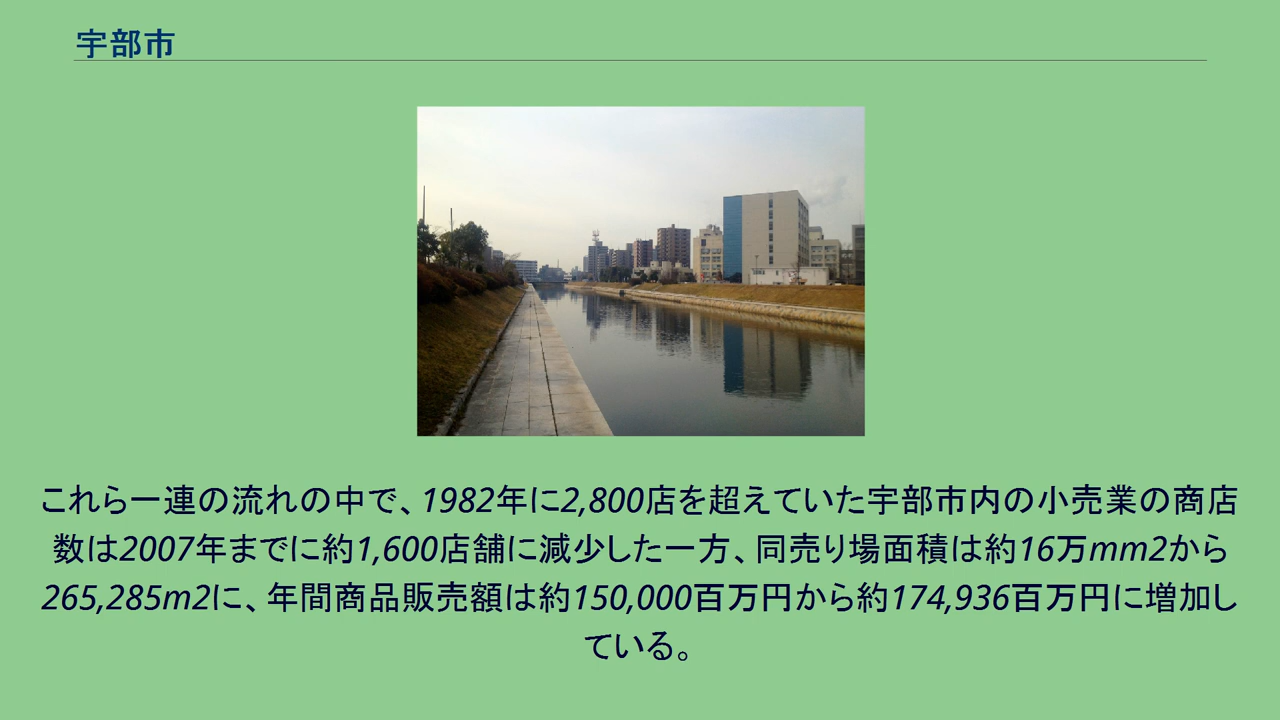 宇部市
これら一連の流れの中で、1982年に2,800店を超えていた宇部市内の小売業の商店
数は2007年までに約1,600店舗に減少した一方、同売り場面積は約16万mm2から
265,285m2に、年間商品販売額は約150,000百万円から約174,936百万円に増加し
ている。